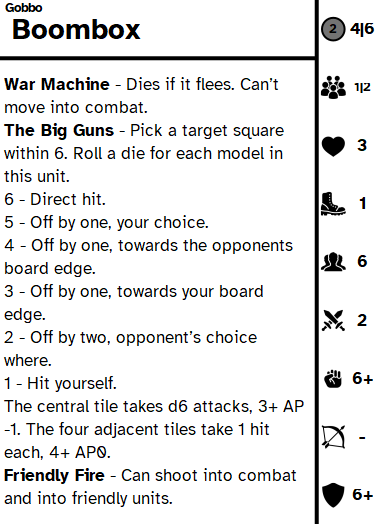 Gobbo
Boombox
War Machine - Dies if it flees. Can't
move into combat.
The Big Guns - Pick a target square
within 6. Roll a die for each model in
this unit.
6 - Direct hit.
5 - Off by one, your choice.
4 - Off by one, towards the opponents
board edge.
3 - Off by one, towards your board
edge.
2 - Off by two, opponent's choice
where.
1 - Hit yourself.
The central tile takes d6 attacks, 3+ AP
-1. The four adjacent tiles take 1 hit
each, 4+ AP0.
Friendly Fire - Can shoot into combat
and into friendly units.
2 4|6
1|2
3
1
6
2
6+
-
6+